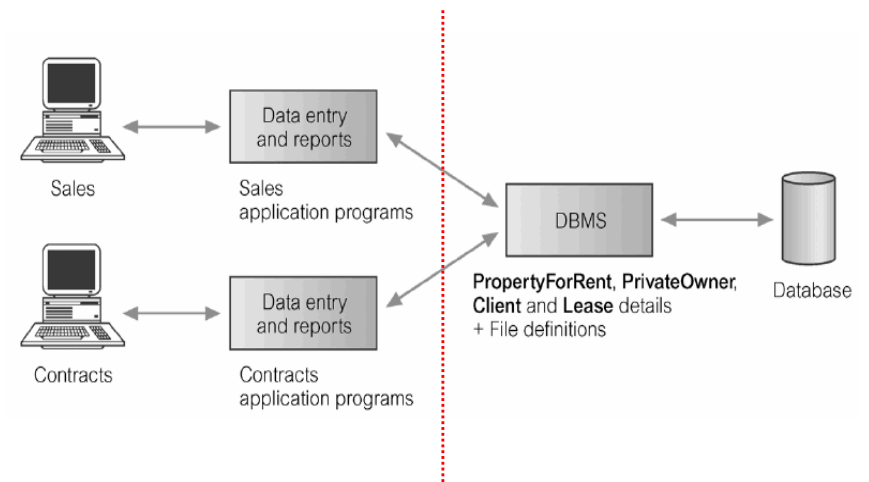 Data entry
and reports
Sales
Sales
application programs
DBMS
PropertyForRent, PrivateOwner,
Client and Lease details
+ File definitions
Database
Data entry
and reports
Contracts
Contracts
application programs